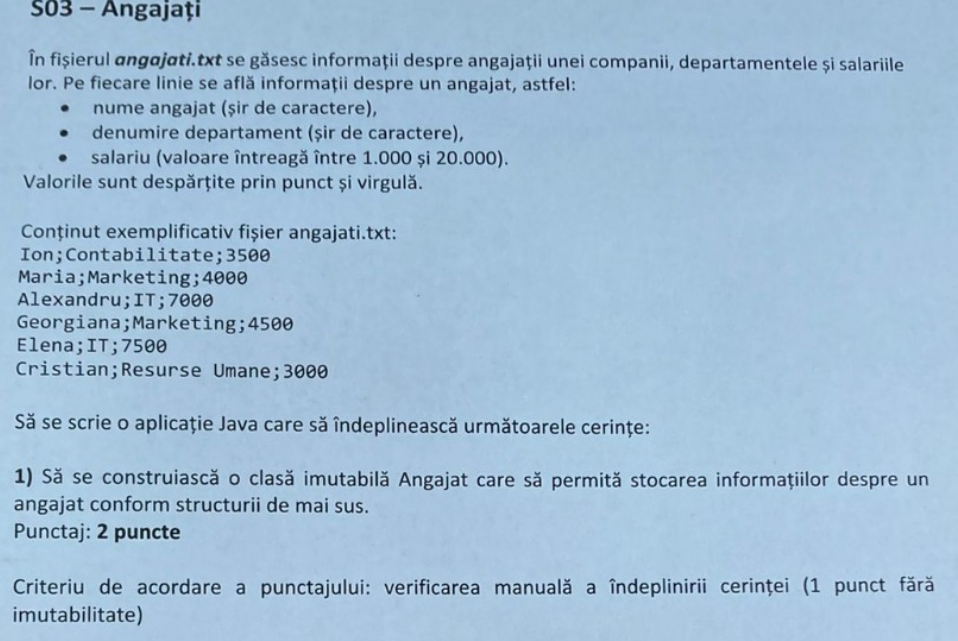 S03 – Angajați
În fișierul angajati.txt se găsesc informații despre angajații unei companii, departamentele și salariile
lor. Pe fiecare linie se află informații despre un angajat, astfel:
• nume angajat (șir de caractere),
• denumire departament (șir de caractere),
• salariu (valoare întreagă între 1.000 și 20.000).
Valorile sunt despărțite prin punct și virgulă.
Conținut exemplificativ fișier angajati.txt:
Ion;Contabilitate;3500
Maria;Marketing;4000
Alexandru;IT;7000
Georgiana;Marketing;4500
Elena;IT;7500
Cristian;Resurse Umane;3000
Să se scrie o aplicație Java care să îndeplinească următoarele cerințe:
1) Să se construiască o clasă imutabilă Angajat care să permită stocarea informațiilor despre un
angajat conform structurii de mai sus.
Punctaj: 2 puncte
Criteriu de acordare a punctajului: verificarea manuală a îndeplinirii cerinței (1 punct fără
imutabilitate)